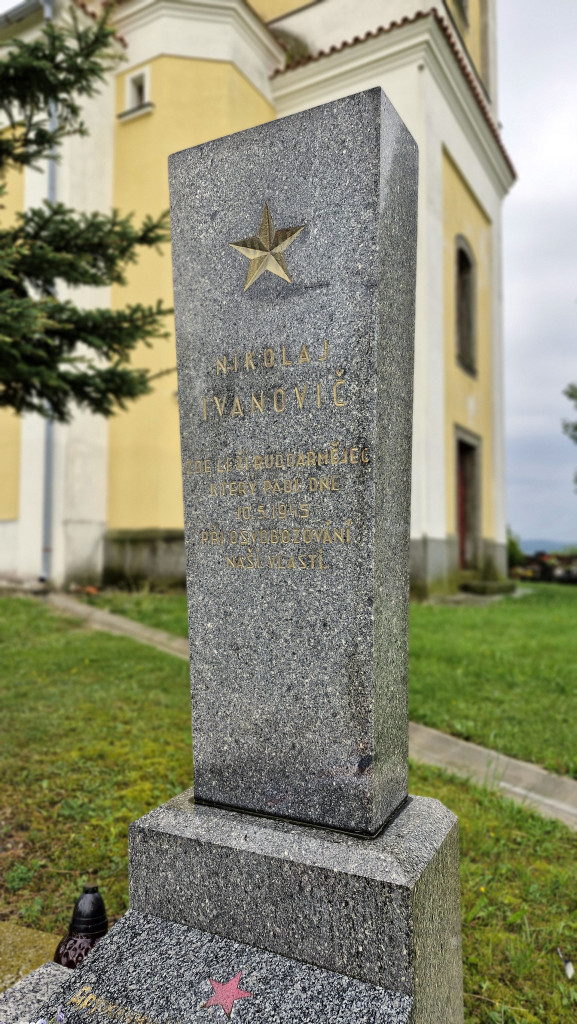 NIKOLAJ
IVANOVIČ
ZDE LEŽÍ RUDOARMĚJEC
KTERÝ PADL DNE
10.5.1945
PŘI OSVOBOZOVÁNÍ
NAŠÍ VLASTI